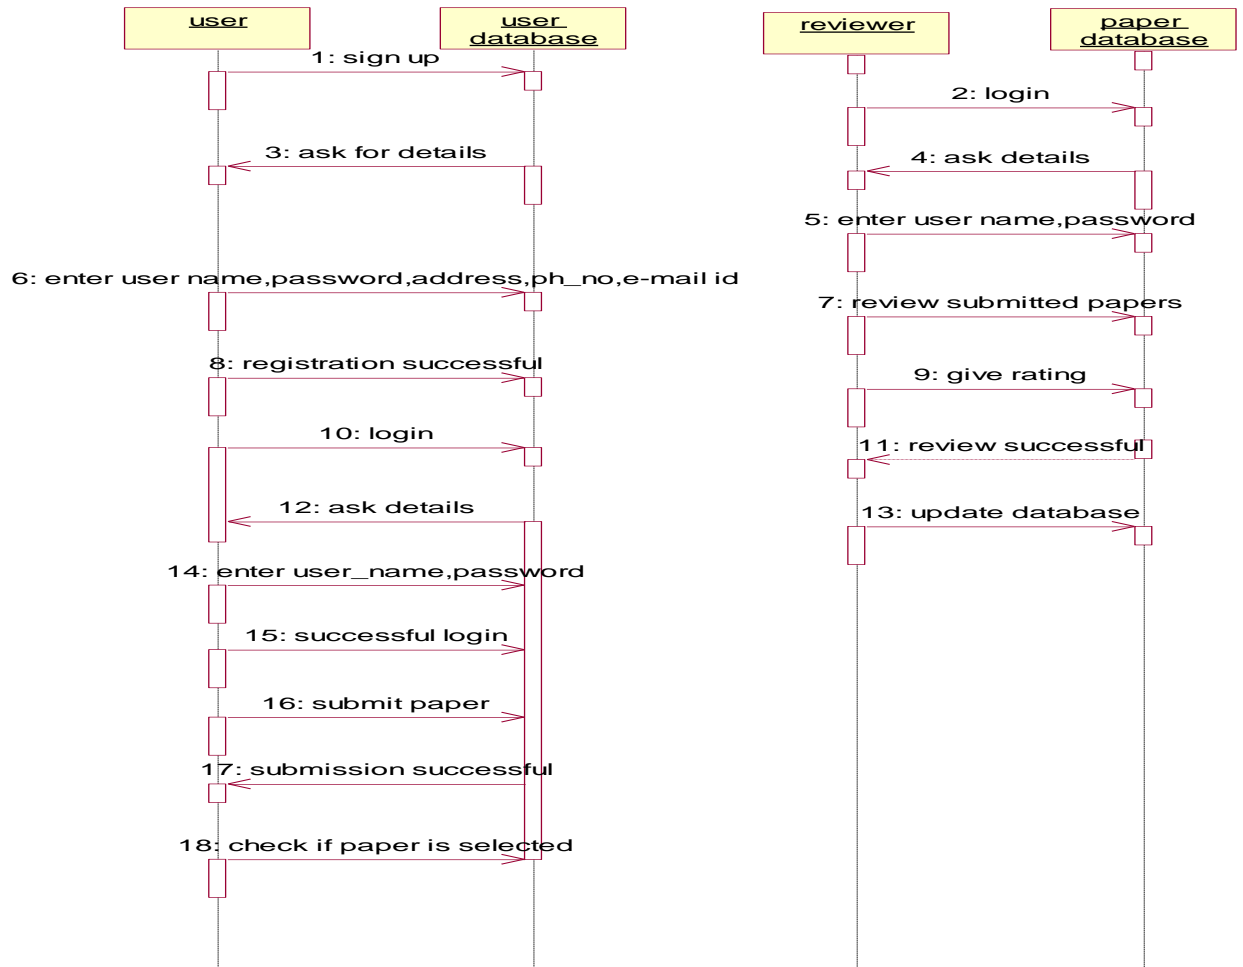 user
user
database
reviewer
paper
database
1: sign up
2: login
3: ask for details
4: ask details
5: enter user name,password
6: enter user name,password,address,ph_no,e-mail id
7: review submitted papers
8: registration successful
9: give rating
10: login
11: review successful
12: ask details
13: update database
14: enter user_name,password
15: successful login
16: submit paper
17: submission successful
18: check if paper is selected